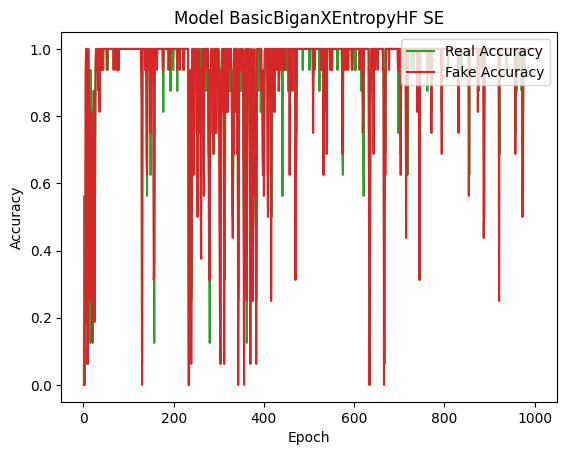 Model BasicBiganXEntropyHF SE
Real Accuracy
Fake Accuracy
Accuracy
1.0
0.8
0.6
0.4
0.2
0.0
0 200 400 600 800 1000
Epoch